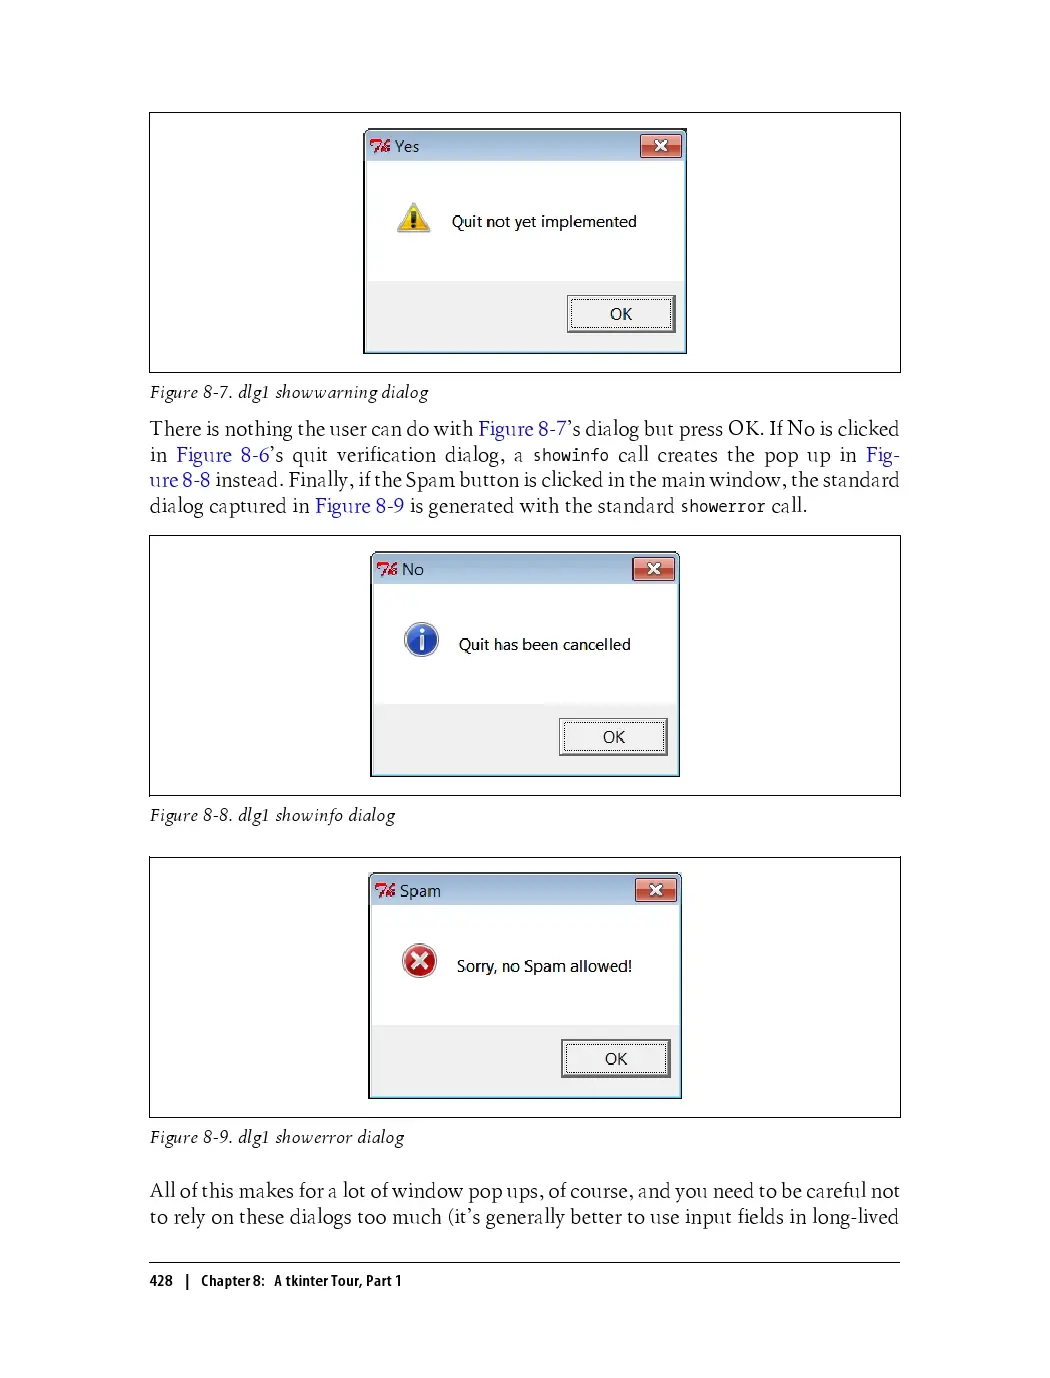 Yes
Quit not yet implemented
OK
Figure 8-7. dlg1 showwarning dialog
There is nothing the user can do with Figure 8-7’s dialog but press OK. If No is clicked
in Figure 8-6’s quit verification dialog, a showinfo call creates the pop up in Fig-
ure 8-8 instead. Finally, if the Spam button is clicked in the main window, the standard
dialog captured in Figure 8-9 is generated with the standard showerror call.
No
Quit has been cancelled
OK
Figure 8-8. dlg1 showinfo dialog
Spam
Sorry, no Spam allowed!
OK
Figure 8-9. dlg1 showerror dialog
All of this makes for a lot of window pop ups, of course, and you need to be careful not
to rely on these dialogs too much (it’s generally better to use input fields in long-lived
428 | Chapter 8: A tkinter Tour, Part 1